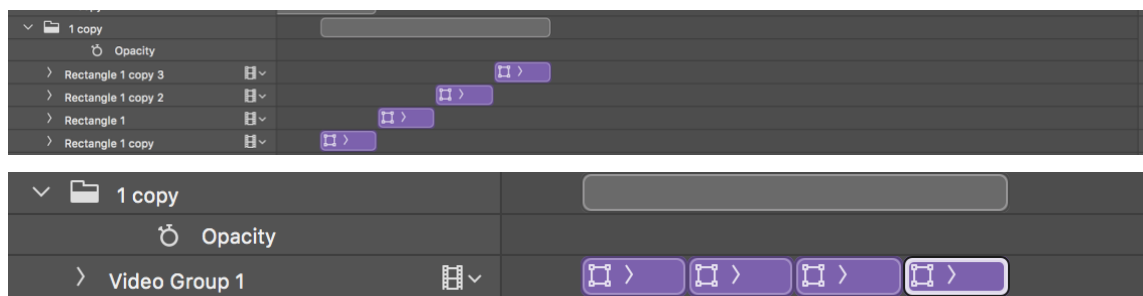 1 copy
Opacity
Rectangle 1 copy 3
Rectangle 1 copy 2
Rectangle 1
Rectangle 1 copy
1 copy
Opacity
Video Group 1